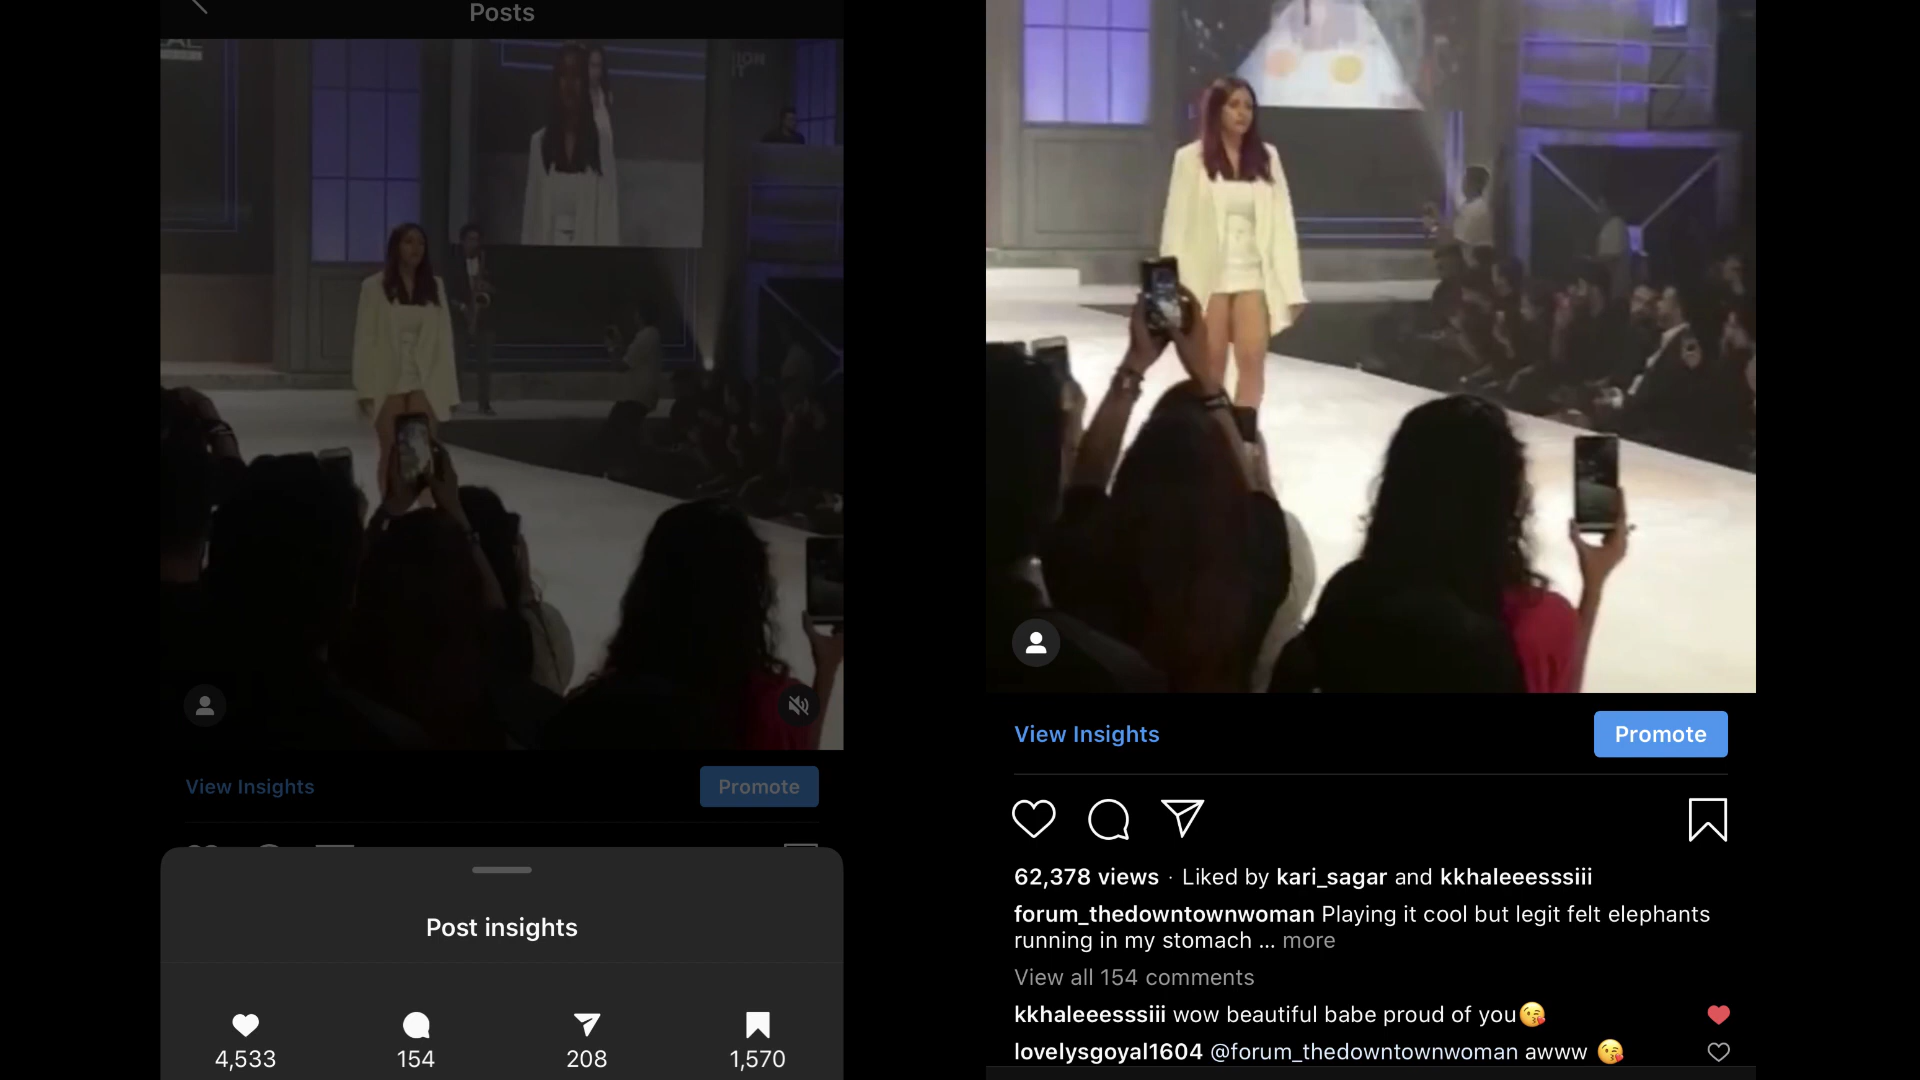 Posts
View Insights
Promote
Post insights
4,533
154
208
1,570
View Insights
Promote
62,378 views · Liked by kari_sagar and kkhaleeesssiii
forum_thedowntownwoman Playing it cool but legit felt elephants
running in my stomach ... more
View all 154 comments
kkhaleeesssiii wow beautiful babe proud of you😘
lovelysgoyal1604 @forum_thedowntownwoman awww 😘